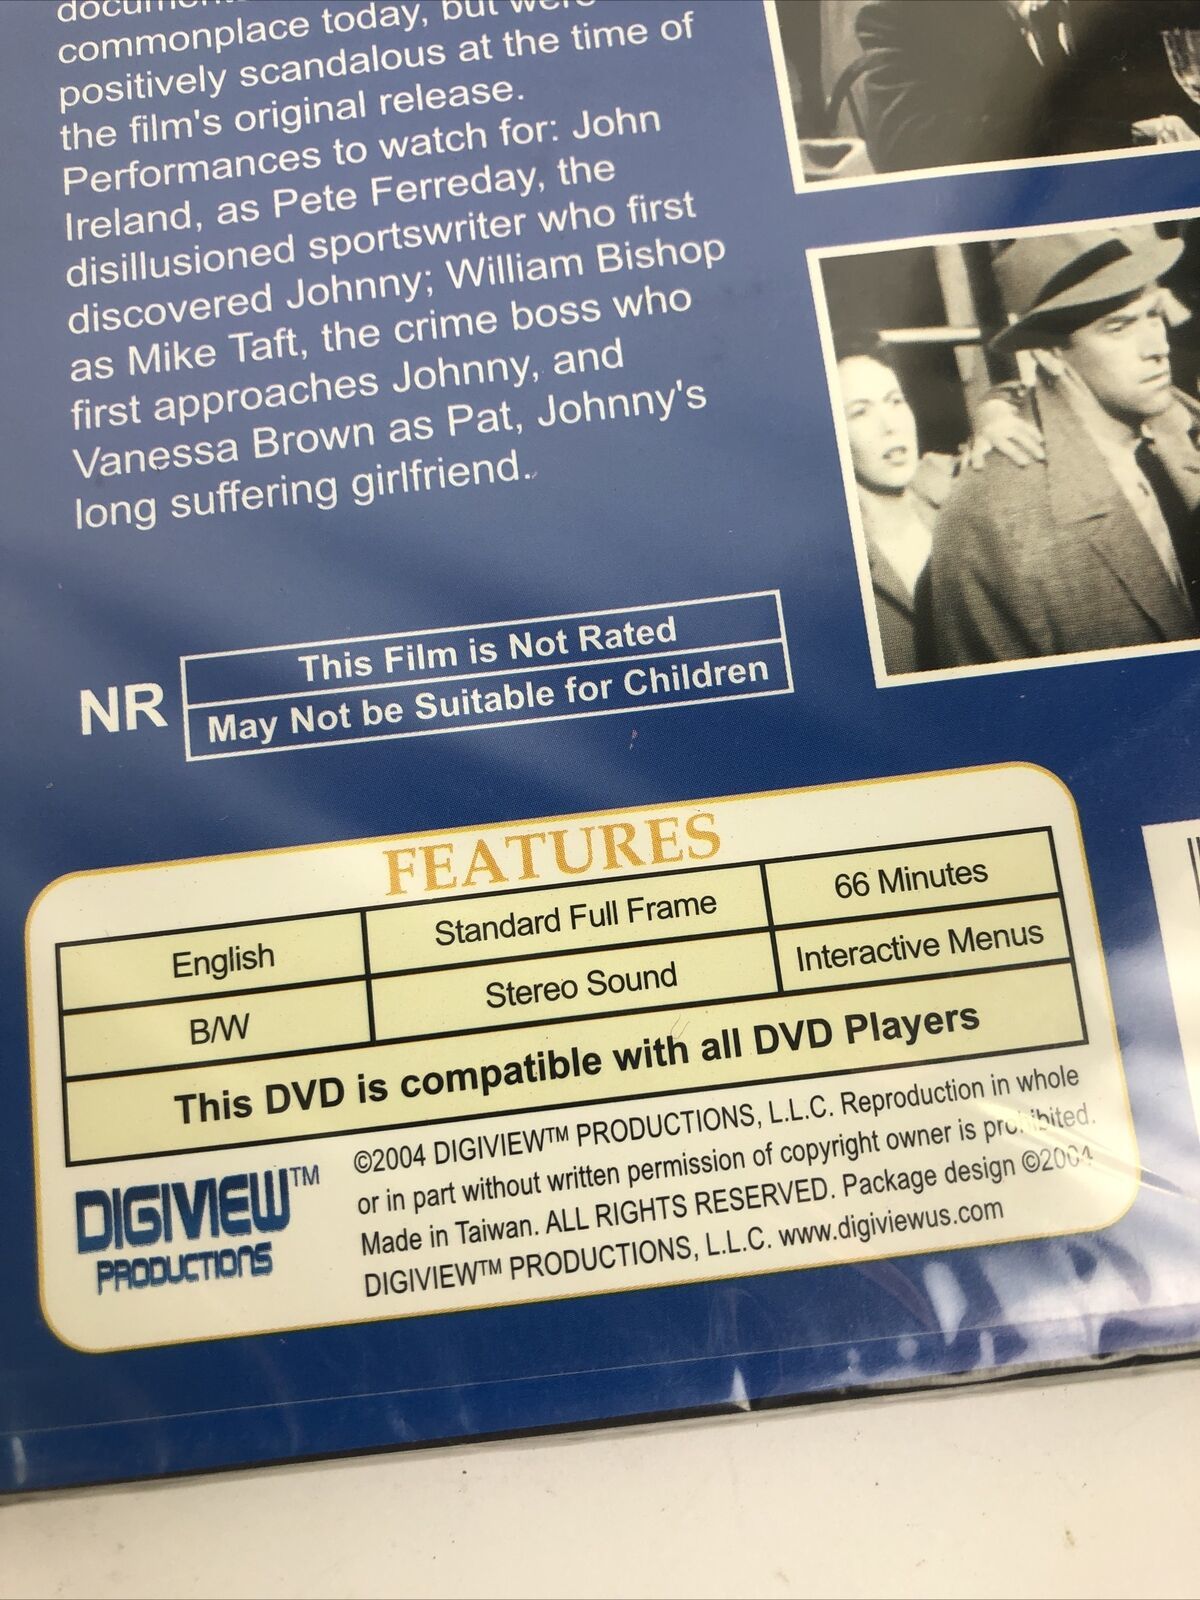 commonplace today, but were
positively scandalous at the time of
the film's original release.
Performances to watch for: John
Ireland, as Pete Ferreday, the
disillusioned sportswriter who first
discovered Johnny; William Bishop
as Mike Taft, the crime boss who
first approaches Johnny, and
Vanessa Brown as Pat, Johnny's
long suffering girlfriend.
NR
This Film is Not Rated
May Not be Suitable for Children
FEATURES
English Standard Full Frame 66 Minutes
B/W Stereo Sound Interactive Menus
This DVD is compatible with all DVD Players
DIGIVIEW™
PRODUCTIONS
©2004 DIGIVIEW™ PRODUCTIONS, L.L.C. Reproduction in whole
or in part without written permission of copyright owner is prohibited.
Made in Taiwan. ALL RIGHTS RESERVED. Package design ©2004
DIGIVIEW™ PRODUCTIONS, L.L.C. www.digiviewus.com